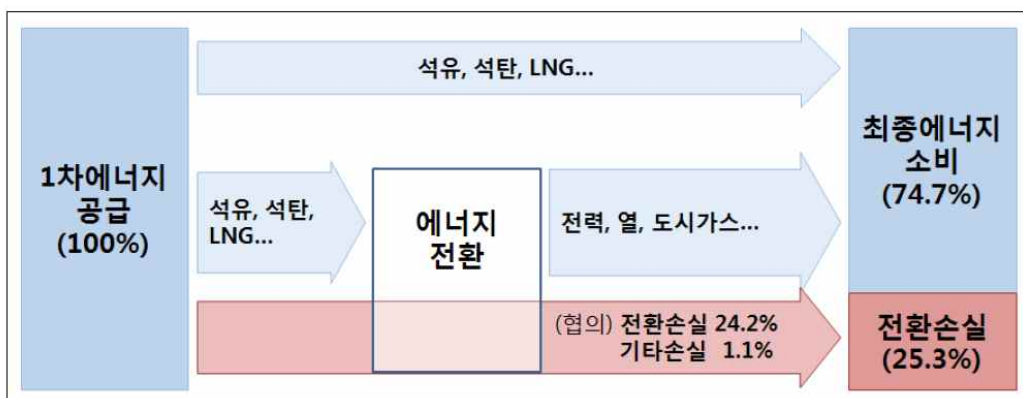 석유, 석탄, LNG...
1차에너지
공급
(100%)
석유, 석탄,
LNG...
에너지
전환
전력, 열, 도시가스...
최종에너지
소비
(74.7%)
(협의) 전환손실 24.2%
기타손실 1.1%
전환손실
(25.3%)